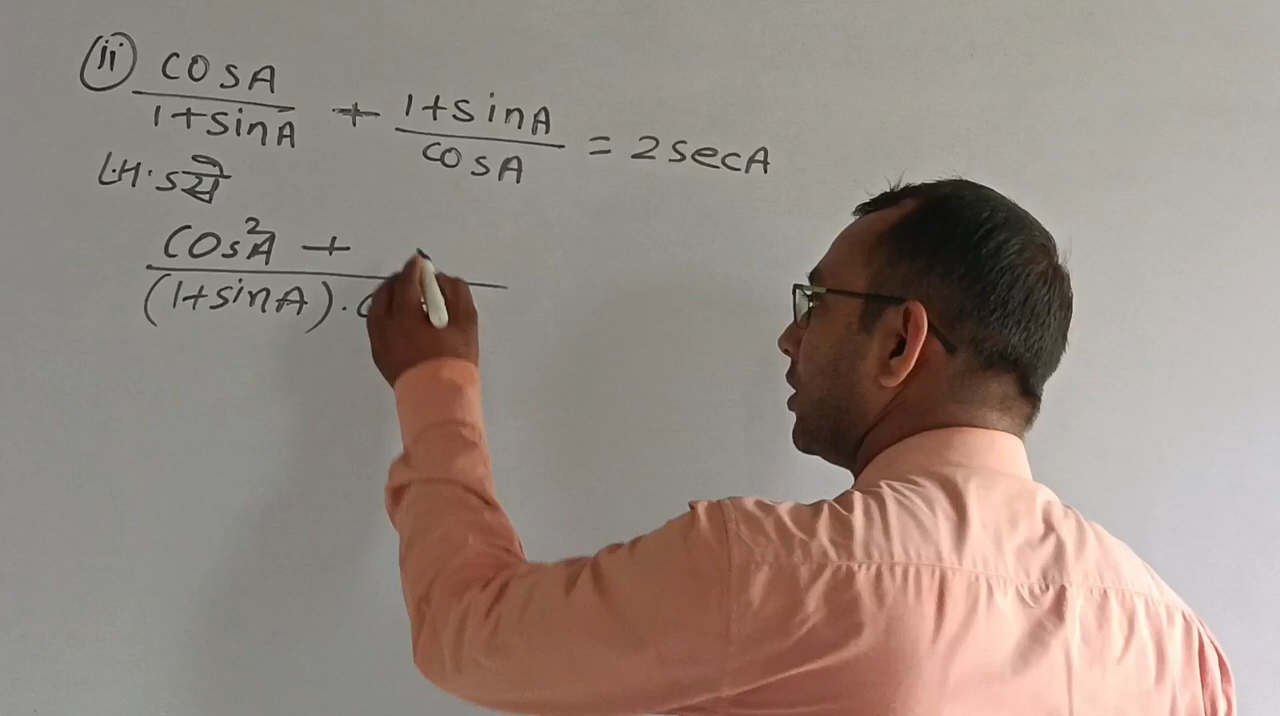 (ii) cosA/1+sinA + 1+sinA/cosA = 2secA
cos²A +/(1+sinA).